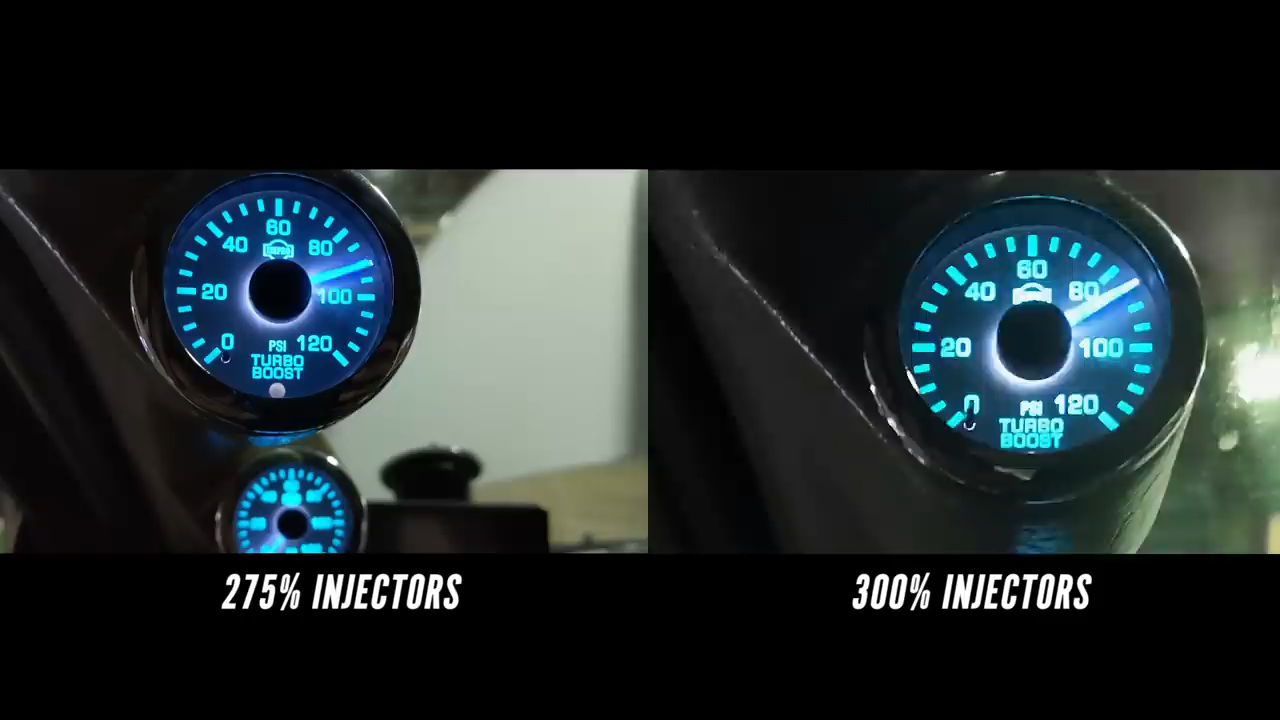 60
40
80
20
100
0
PSI
120
TURBO
BOOST
60
40
80
20
100
0
PSI
120
TURBO
BOOST
275% INJECTORS
300% INJECTORS